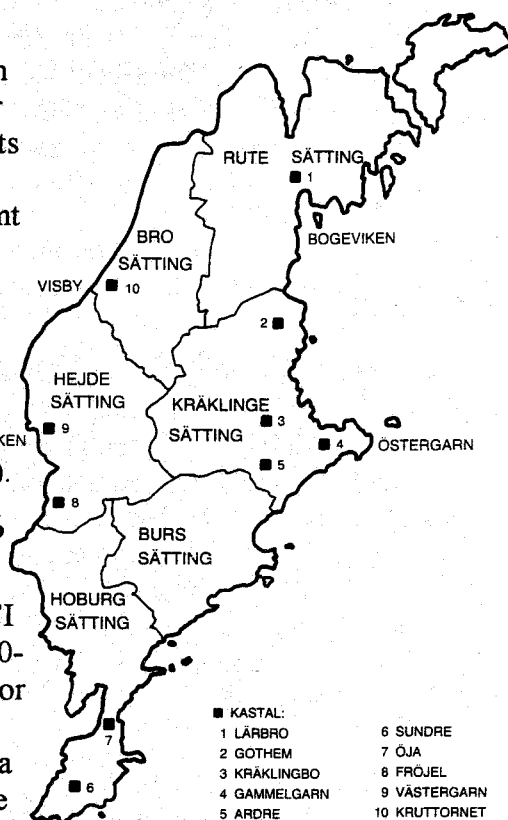 RUTE SÄTTING
1
BOGEVIKEN
BRO
SÄTTING
VISBY
10
2
HEJDE
SÄTTING
KRÄKLINGE
SÄTTING
3
9
4
ÖSTERGARN
5
8
BURS
SÄTTING
HOBURG
SÄTTING
7
6
KASTAL:
1 LÄRBRO
2 GOTHEM
3 KRÄKLINGBO
4 GAMMELGARN
5 ARDRE
6 SUNDRE
7 ÖJA
8 FRÖJEL
9 VÄSTERGARN
10 KRUTTORNET